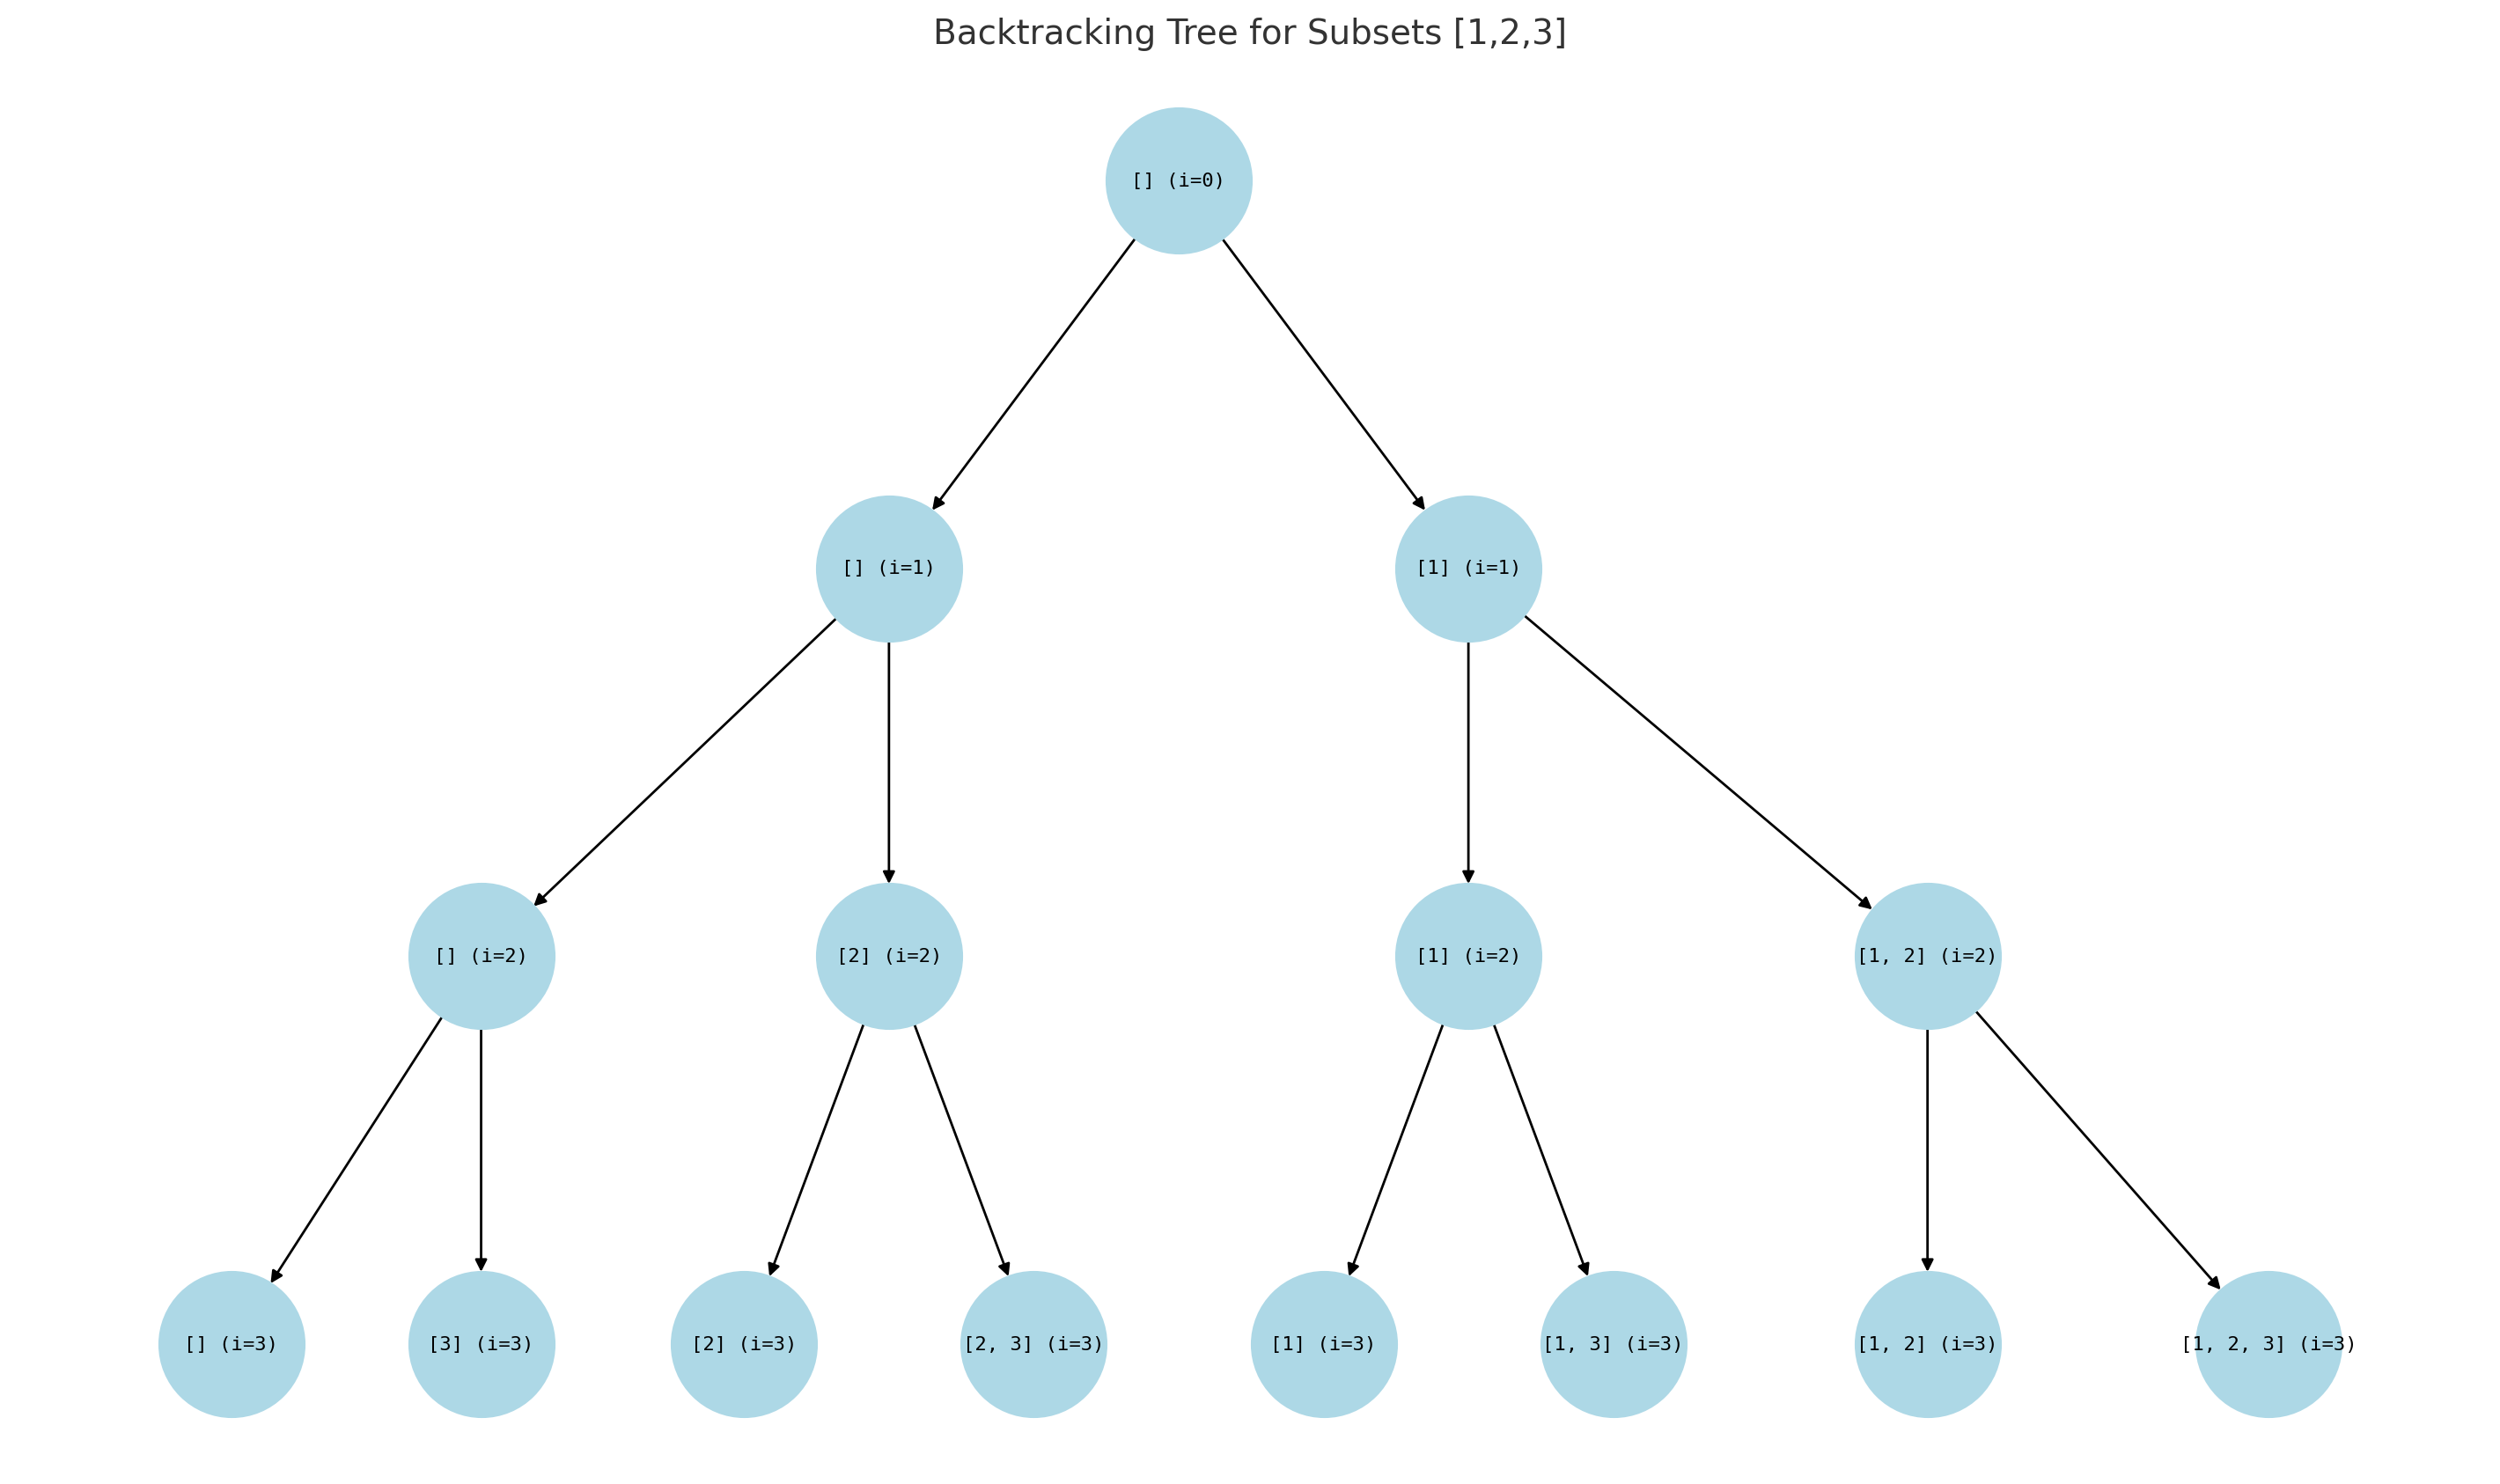 Backtracking Tree for Subsets [1,2,3]
[] (i=0)
[] (i=1)
[1] (i=1)
[] (i=2)
[2] (i=2)
[1] (i=2)
[1, 2] (i=2)
[] (i=3)
[3] (i=3)
[2] (i=3)
[2, 3] (i=3)
[1] (i=3)
[1, 3] (i=3)
[1, 2] (i=3)
[1, 2, 3] (i=3)